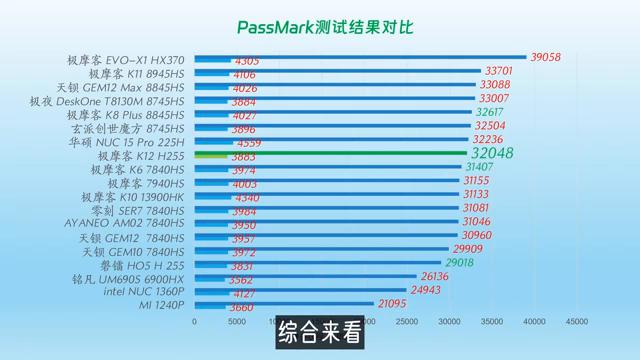 PassMark测试结果对比
极摩客 EVO-X1 HX370 4305 39058
极摩客 K11 8945HS 4106 33701
天钡 GEM12 Max 8845HS 4026 33088
极夜 DeskOne T8130M 8745HS 3884 33007
极摩客 K8 Plus 8845HS 4027 32617
玄派创世魔方 8745HS 3896 32504
华硕 NUC 15 Pro 225H 4559 32236
极摩客 K12 H255 3883 32048
极摩客 K6 7840HS 3974 31407
极摩客 7940HS 4003 31155
极摩客 K10 13900HK 4340 31133
零刻 SER7 7840HS 3984 31081
AYANEO AM02 7840HS 3950 31046
天钡 GEM12 7840HS 3957 30960
天钡 GEM10 7840HS 3972 29909
磐镭 HO5 H 255 3831 29018
铭凡 UM690S 6900HX 3562 26136
intel NUC 1360P 4127 24943
MI 1240P 3660 21095
0 5000 10000 15000 20000 25000 30000 35000 40000 45000
综合来看